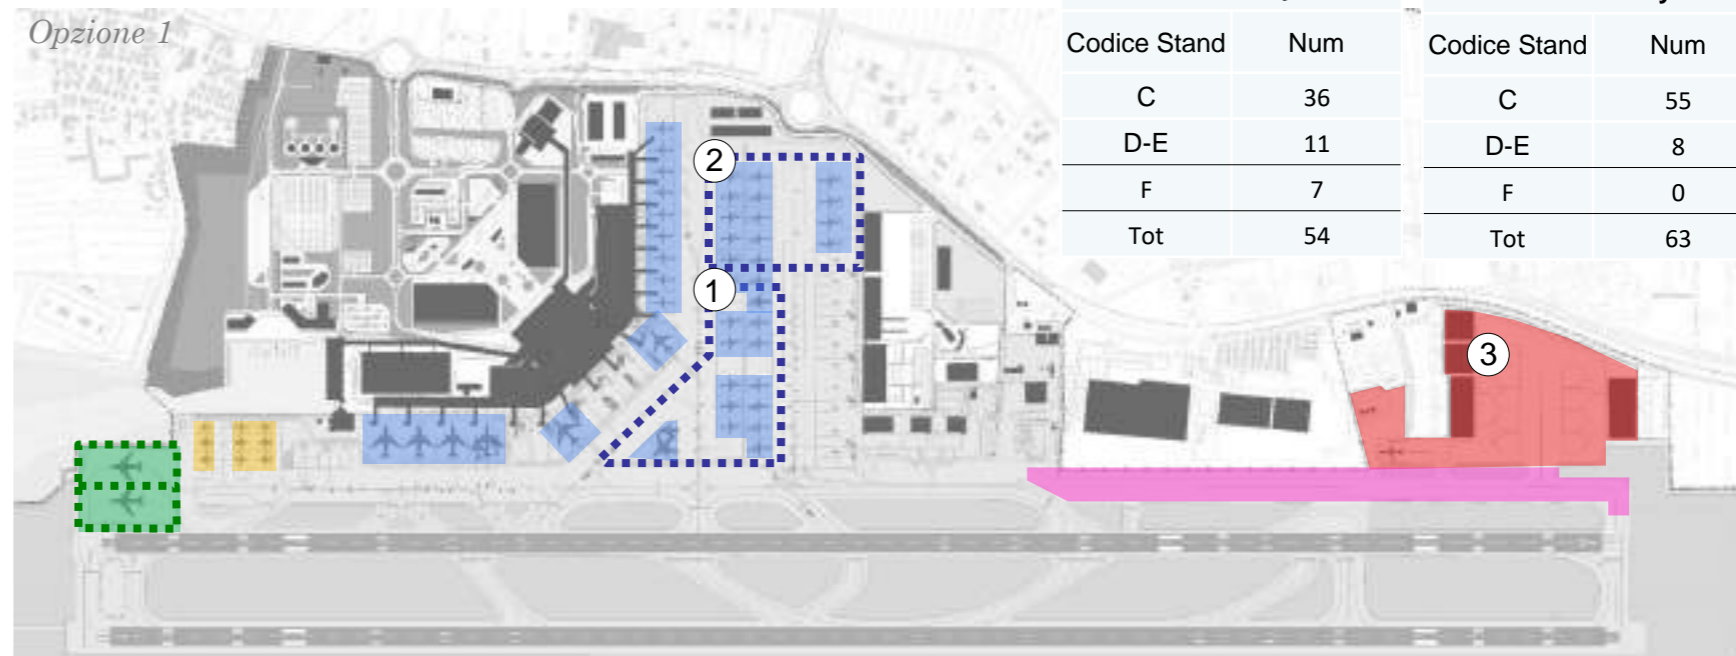 Opzione 1
Codice Stand Num
C 36
D-E 11
F 7
Tot 54
Codice Stand Num
C 55
D-E 8
F 0
Tot 63
2
1
3